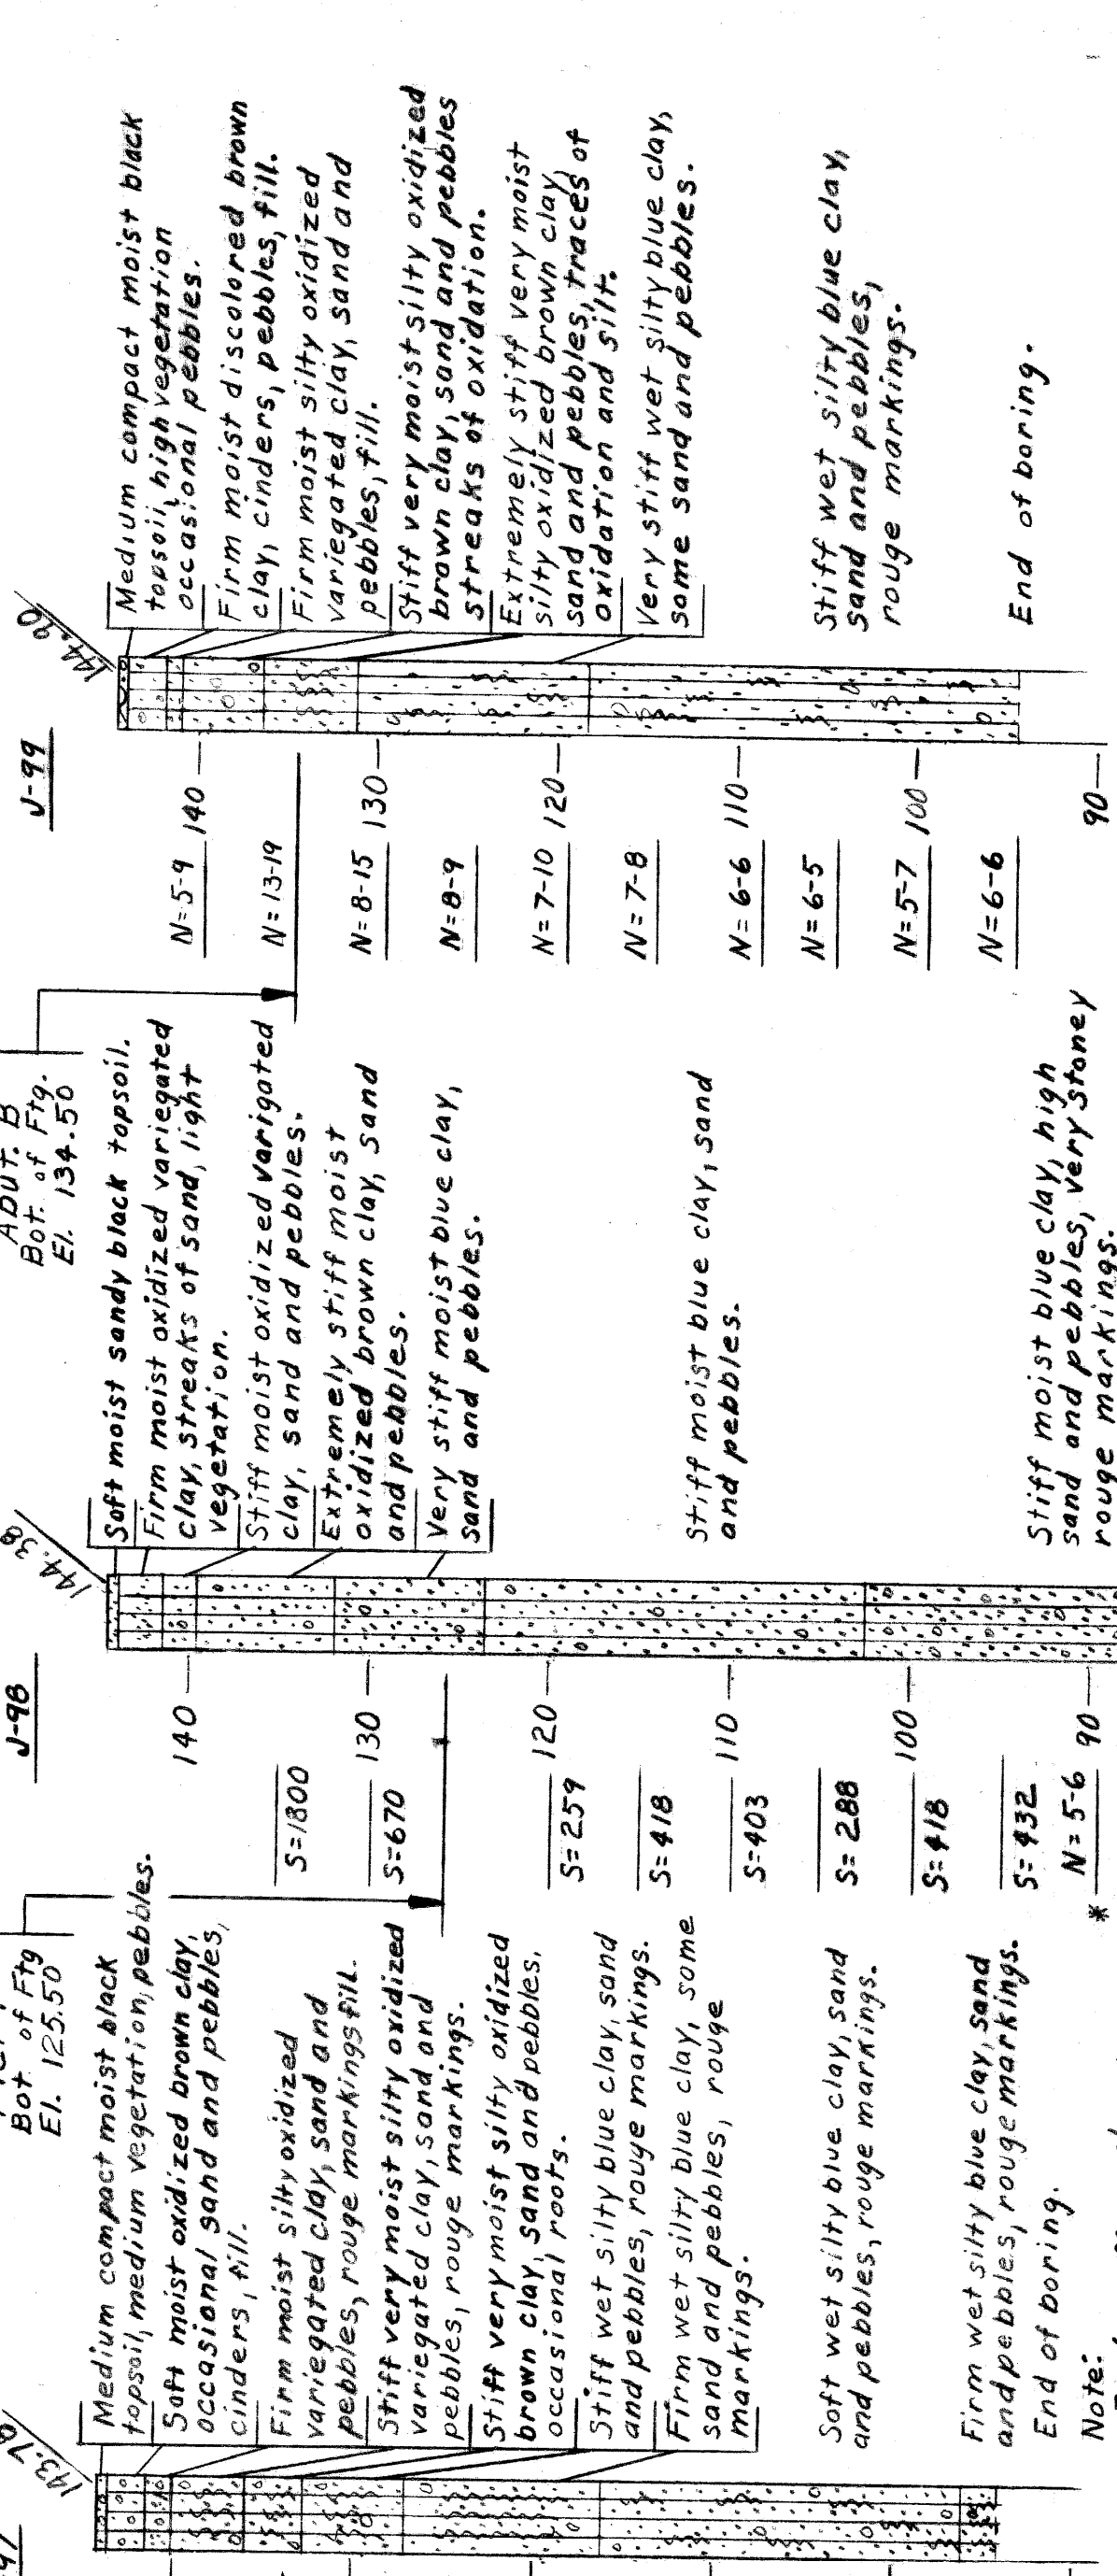 J-99
144.90
Medium compact moist black
topsoil, high vegetation
occasional pebbles.
Firm moist discolored brown
clay, cinders, pebbles, fill.
Firm moist silty oxidized
variegated clay, sand and
pebbles, fill.
Stiff very moist silty oxidized
brown clay, sand and pebbles
streaks of oxidation.
Extremely stiff very moist
silty oxidized brown clay,
sand and pebbles, traces of
oxidation and silt.
Very stiff wet silty blue clay,
some sand and pebbles.
Stiff wet silty blue clay,
sand and pebbles,
rouge markings.
End of boring.
N=5-9
140
N=13-19
N=8-15
130
N=8-9
N=7-10
120
N=7-8
N=6-6
110
N=6-5
N=5-7
100
N=6-6
90
Abut. B
Bot. of Ftg.
El. 134.50
J-98
144.38
Soft moist sandy black topsoil.
Firm moist oxidized variegated
clay, streaks of sand, light
vegetation.
Stiff moist oxidized varigated
clay, sand and pebbles.
Extremely stiff moist
oxidized brown clay, sand
and pebbles.
Very stiff moist blue clay,
sand and pebbles.
Stiff moist blue clay, sand
and pebbles.
Stiff moist blue clay, high
sand and pebbles, very stoney
rouge markings.
140
S=1800
130
S=670
120
S=259
S=418
110
S=403
S=288
100
S=418
S=432
N=5-6
*
90
Bot. of Ftg
El. 125.50
143.78
Medium compact moist black
topsoil, medium vegetation, pebbles.
Soft moist oxidized brown clay,
occasional sand and pebbles,
cinders, fill.
Firm moist silty oxidized
variegated clay, sand and
pebbles, rouge markings fill.
Stiff very moist silty oxidized
variegated clay, sand and
pebbles, rouge markings.
Stiff very moist silty oxidized
brown clay, sand and pebbles,
occasional roots.
Stiff wet silty blue clay, sand
and pebbles, rouge markings.
Firm wet silty blue clay, some
sand and pebbles, rouge
markings.
Soft wet silty blue clay, sand
and pebbles, rouge markings.
Firm wet silty blue clay, sand
and pebbles, rouge markings.
End of boring.
Note: